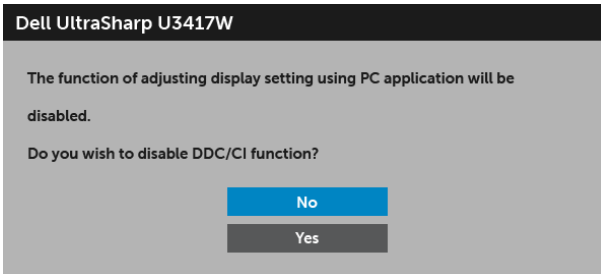 Dell UltraSharp U3417W
The function of adjusting display setting using PC application will be
disabled.
Do you wish to disable DDC/CI function?
No
Yes